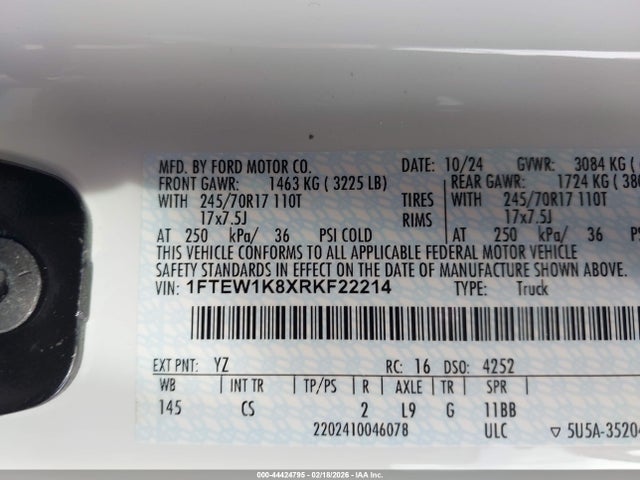 MFD. BY FORD MOTOR CO. DATE: 10/24 GVWR: 3084 KG
FRONT GAWR: 1463 KG (3225 LB) REAR GAWR: 1724 KG
WITH 245/70R17 110T TIRES WITH 245/70R17 110T
17x7.5J RIMS 17x7.5J
AT 250 kPa/ 36 PSI COLD AT 250 kPa/ 36
THIS VEHICLE CONFORMS TO ALL APPLICABLE FEDERAL MOTOR VEHICLE
SAFETY STANDARDS IN EFFECT ON THE DATE OF MANUFACTURE SHOWN ABOVE.
VIN: 1FTEW1K8XRKF22214 TYPE: Truck
EXT PNT: YZ RC: 16 DSO: 4252
WB INT TR TP/PS R AXLE TR SPR
145 CS 2 L9 G 11BB
2202410046078 ULC ▽ 5U5A-35204
000-44424795 - 02/18/2026 - IAA Inc.